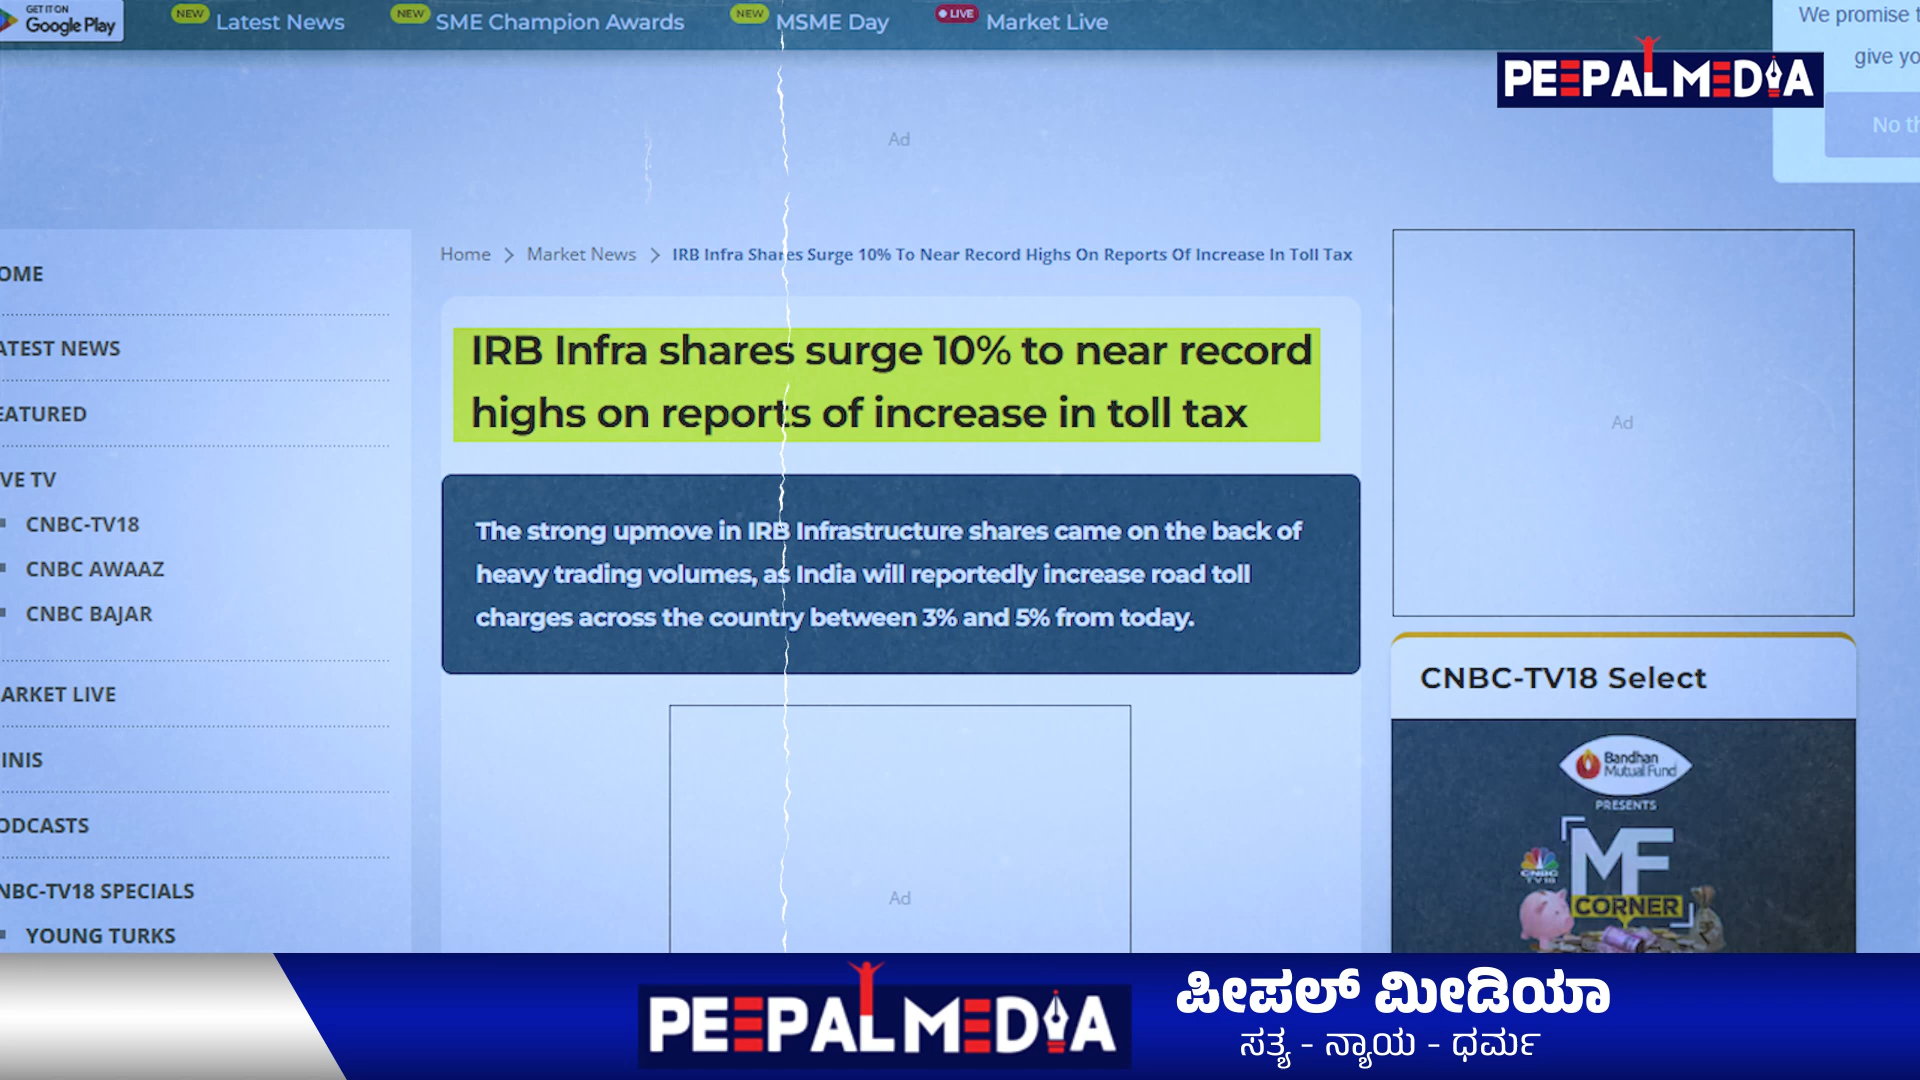 GET IT ON
Google Play
NEW Latest News
NEW SME Champion Awards
NEW MSME Day
LIVE Market Live
We promise t
give yo
No th
PEEPAL MEDIA
Ad
Home > Market News > IRB Infra Shares Surge 10% To Near Record Highs On Reports Of Increase In Toll Tax
OME
ATEST NEWS
EATURED
VE TV
CNBC-TV18
CNBC AWAAZ
CNBC BAJAR
ARKET LIVE
INIS
ODCASTS
NBC-TV18 SPECIALS
YOUNG TURKS
IRB Infra shares surge 10% to near record
highs on reports of increase in toll tax
The strong upmove in IRB Infrastructure shares came on the back of
heavy trading volumes, as India will reportedly increase road toll
charges across the country between 3% and 5% from today.
Ad
Ad
CNBC-TV18 Select
Bandhan
Mutual Fund
PRESENTS
CNBC
TV18
MF
CORNER
PEEPAL MEDIA
ಪೀಪಲ್ ಮೀಡಿಯಾ
ಸತ್ಯ - ನ್ಯಾಯ - ಧರ್ಮ